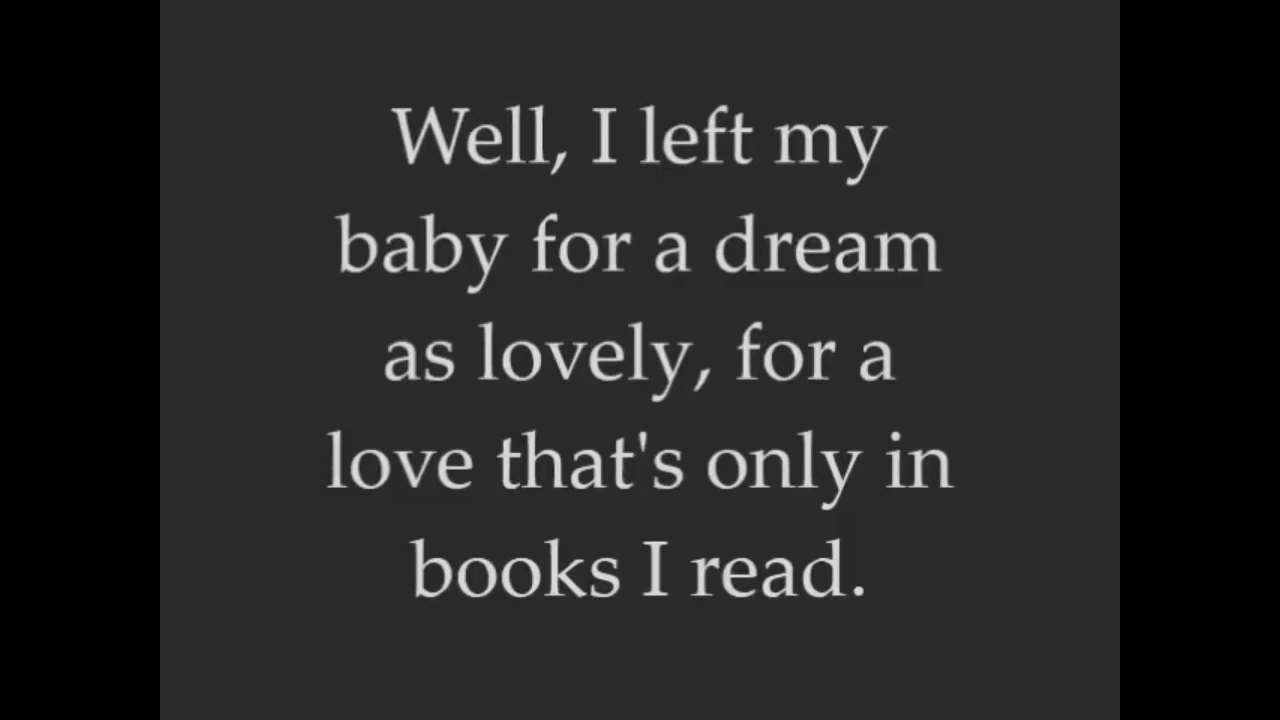 Well, I left my
baby for a dream
as lovely, for a
love that's only in
books I read.